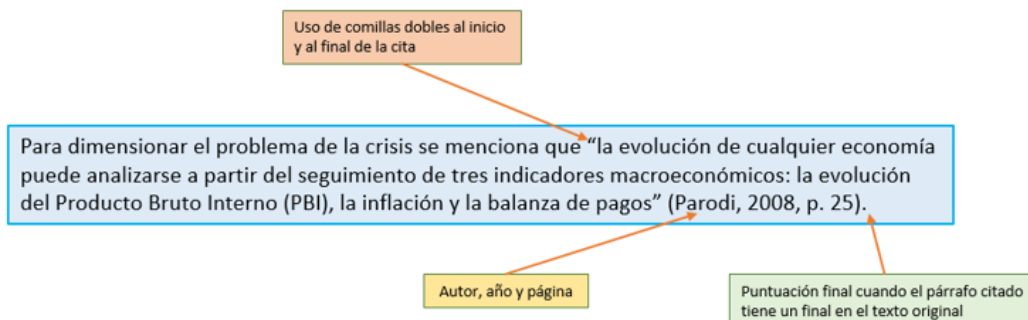 Uso de comillas dobles al inicio
y al final de la cita
Para dimensionar el problema de la crisis se menciona que “la evolución de cualquier economía
puede analizarse a partir del seguimiento de tres indicadores macroeconómicos: la evolución
del Producto Bruto Interno (PBI), la inflación y la balanza de pagos” (Parodi, 2008, p. 25).
Autor, año y página
Puntuación final cuando el párrafo citado
tiene un final en el texto original